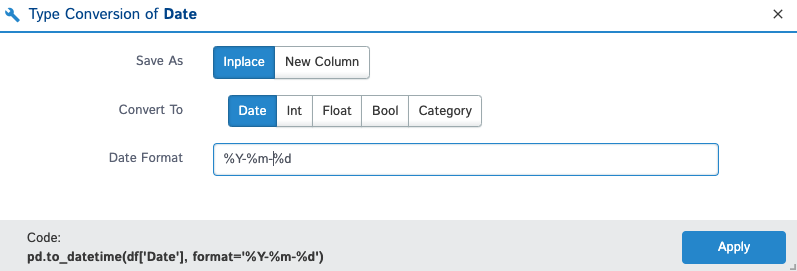 Type Conversion of Date ×
Save As Inplace New Column
Convert To Date Int Float Bool Category
Date Format %Y-%m-%d
Code:
pd.to_datetime(df['Date'], format='%Y-%m-%d')
Apply